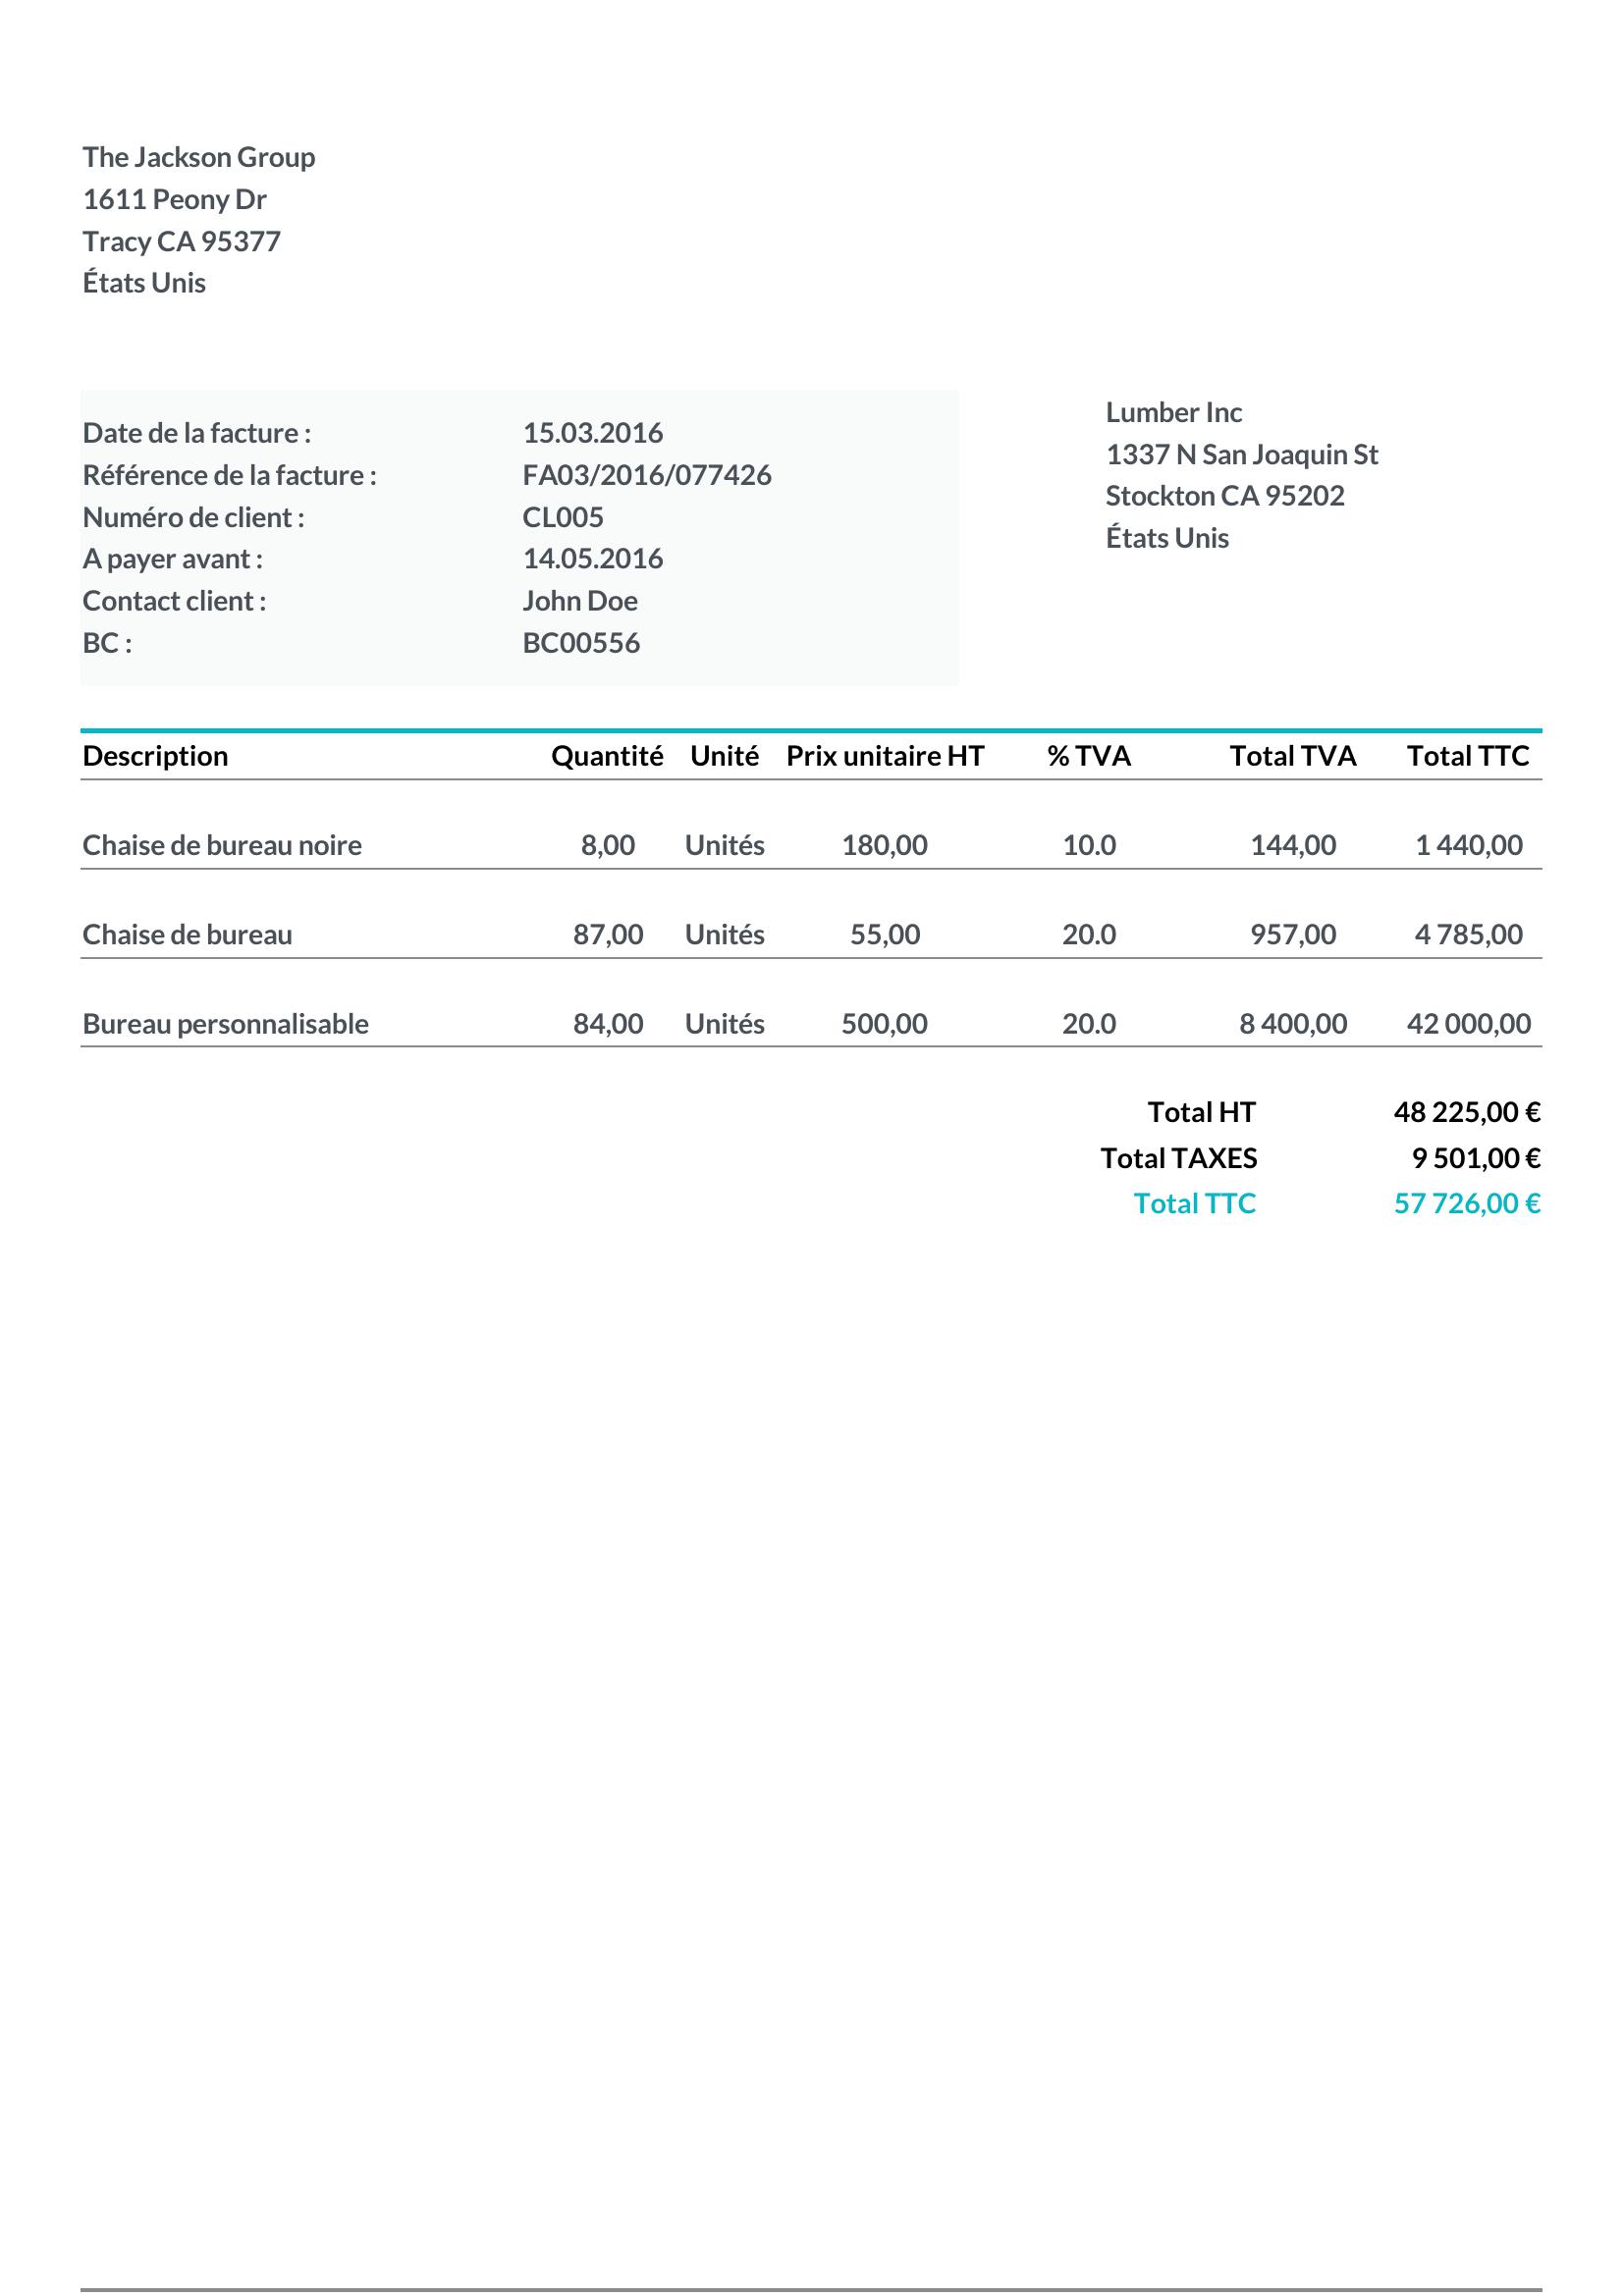 The Jackson Group
1611 Peony Dr
Tracy CA 95377
États Unis
Date de la facture : 15.03.2016
Référence de la facture : FA03/2016/077426
Numéro de client : CL005
A payer avant : 14.05.2016
Contact client : John Doe
BC : BC00556
Lumber Inc
1337 N San Joaquin St
Stockton CA 95202
États Unis
Description Quantité Unité Prix unitaire HT % TVA Total TVA Total TTC
Chaise de bureau noire 8,00 Unités 180,00 10.0 144,00 1 440,00
Chaise de bureau 87,00 Unités 55,00 20.0 957,00 4 785,00
Bureau personnalisable 84,00 Unités 500,00 20.0 8 400,00 42 000,00
Total HT 48 225,00 €
Total TAXES 9 501,00 €
Total TTC 57 726,00 €